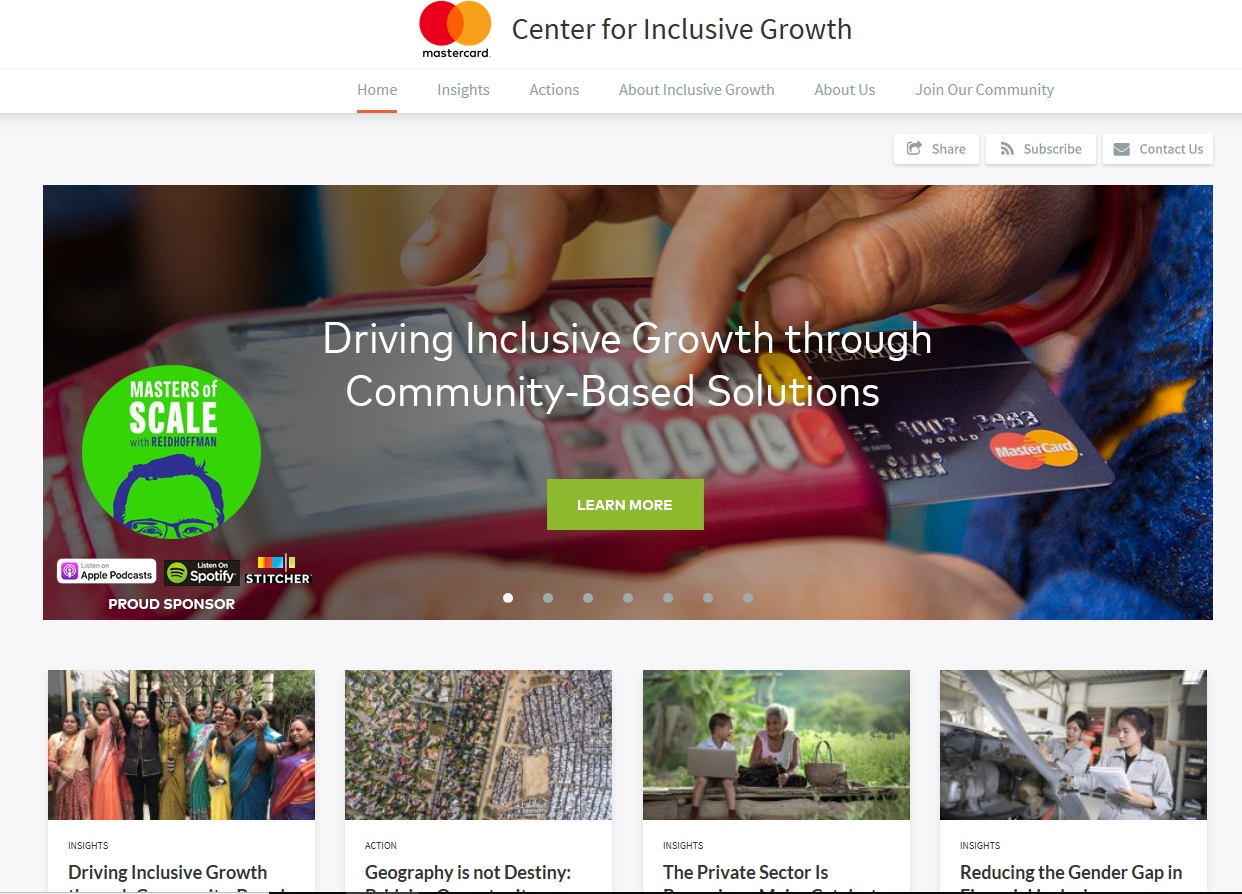 mastercard.
Center for Inclusive Growth
Home Insights Actions About Inclusive Growth About Us Join Our Community
Share Subscribe Contact Us
Driving Inclusive Growth through
Community-Based Solutions
PREMIUM
WORLD
MasterCard
MASTERS of
SCALE
with REID HOFFMAN
LEARN MORE
Listen on
Apple Podcasts
Listen On
Spotify
STITCHER
PROUD SPONSOR
INSIGHTS
Driving Inclusive Growth
ACTION
Geography is not Destiny:
INSIGHTS
The Private Sector Is
INSIGHTS
Reducing the Gender Gap in